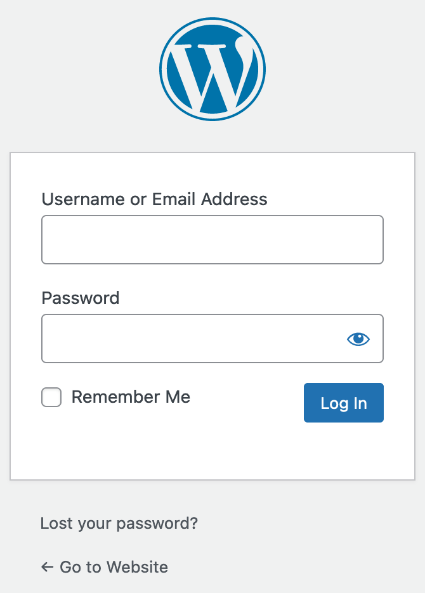 Username or Email Address
Password
Remember Me
Log In
Lost your password?
← Go to Website